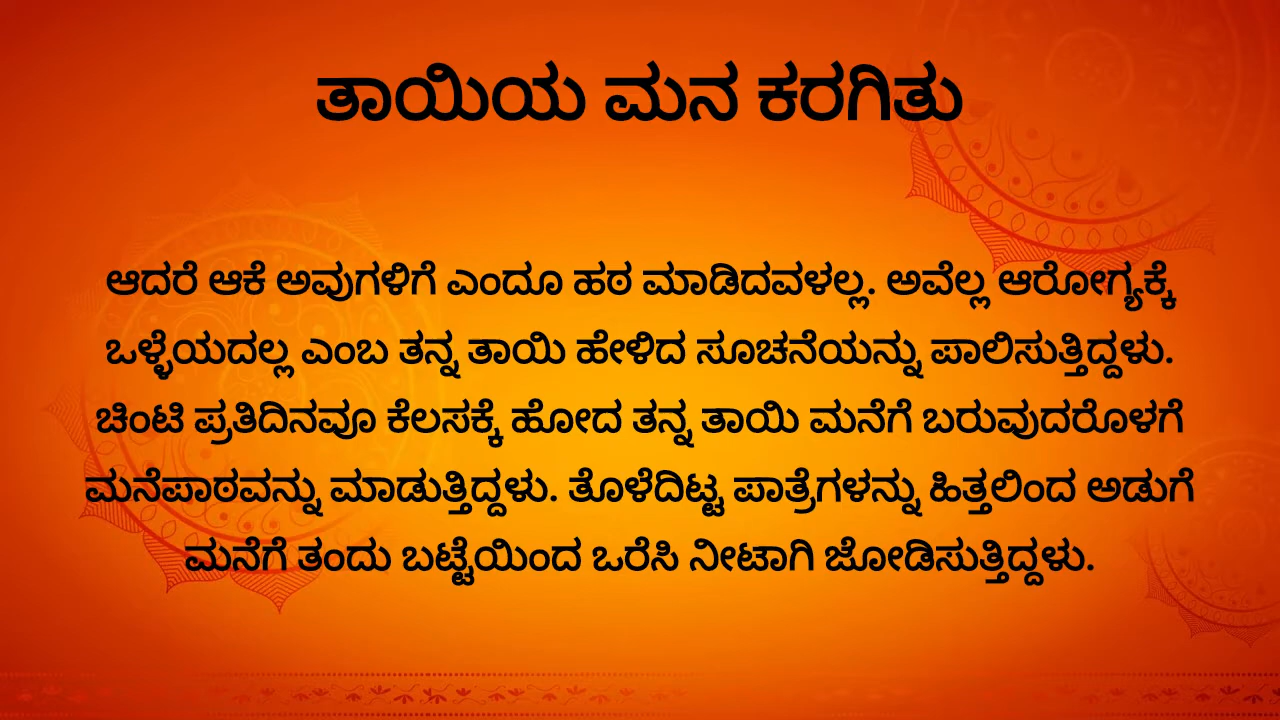 ತಾಯಿಯ ಮನ ಕರಗಿತು
ಆದರೆ ಆಕೆ ಅವುಗಳಿಗೆ ಎಂದೂ ಹಠ ಮಾಡಿದವಳಲ್ಲ. ಅವೆಲ್ಲ ಆರೋಗ್ಯಕ್ಕೆ
ಒಳ್ಳೆಯದಲ್ಲ ಎಂಬ ತನ್ನ ತಾಯಿ ಹೇಳಿದ ಸೂಚನೆಯನ್ನು ಪಾಲಿಸುತ್ತಿದ್ದಳು.
ಚಿಂಟಿ ಪ್ರತಿದಿನವೂ ಕೆಲಸಕ್ಕೆ ಹೋದ ತನ್ನ ತಾಯಿ ಮನೆಗೆ ಬರುವುದರೊಳಗೆ
ಮನೆಪಾಠವನ್ನು ಮಾಡುತ್ತಿದ್ದಳು. ತೊಳೆದಿಟ್ಟ ಪಾತ್ರೆಗಳನ್ನು ಹಿತ್ತಲಿಂದ ಅಡುಗೆ
ಮನೆಗೆ ತಂದು ಬಟ್ಟೆಯಿಂದ ಒರೆಸಿ ನೀಟಾಗಿ ಜೋಡಿಸುತ್ತಿದ್ದಳು.